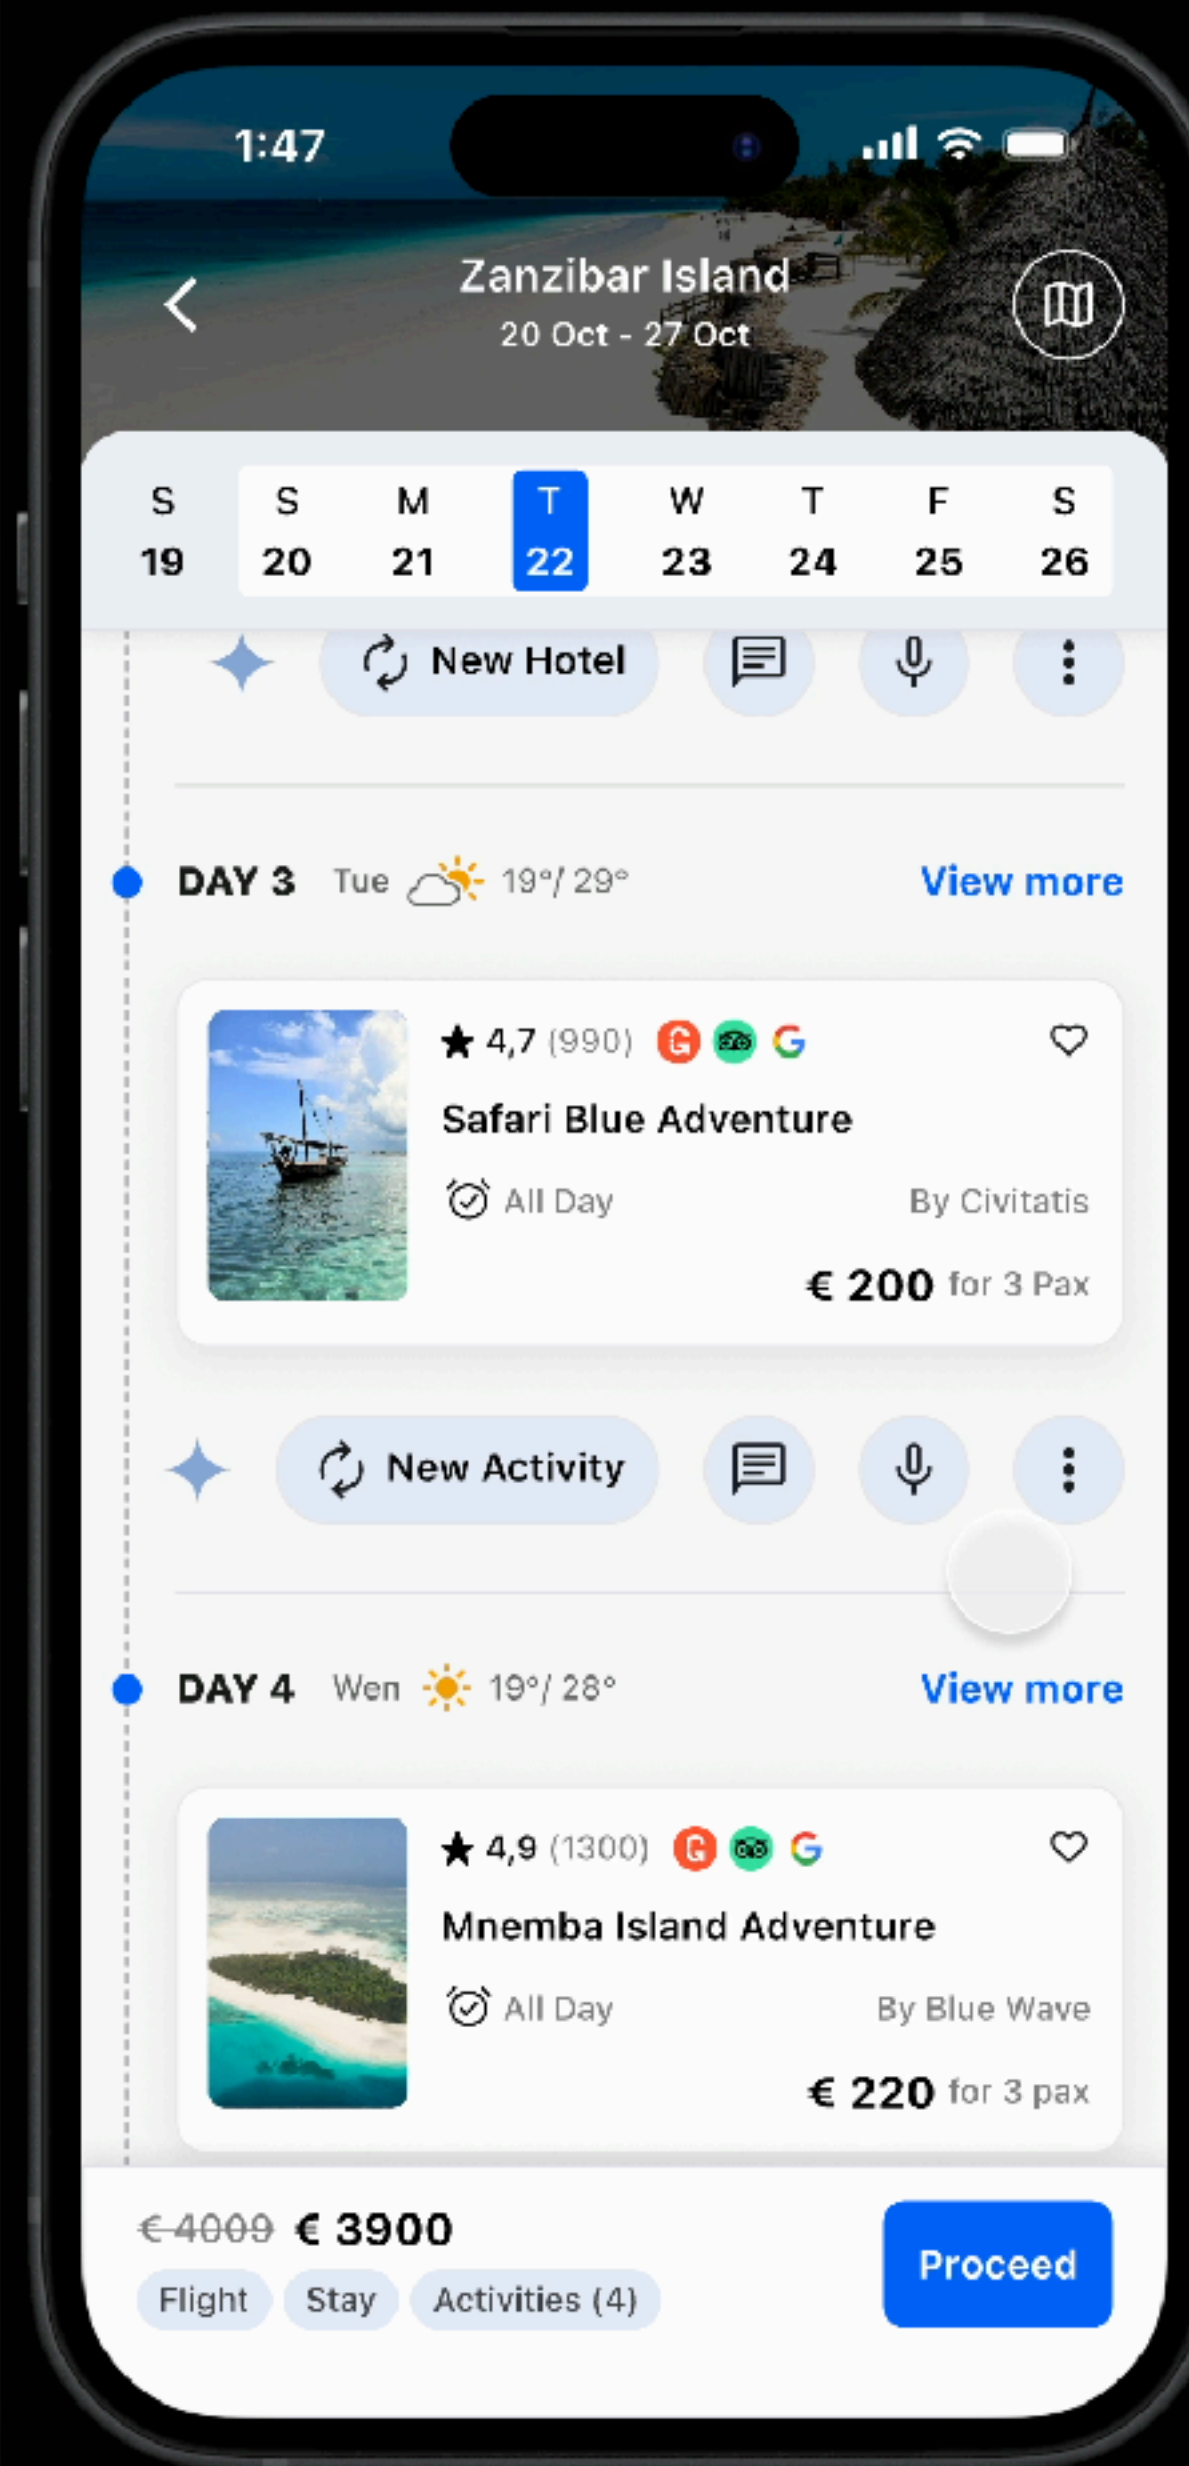 1:47
Zanzibar Island
20 Oct - 27 Oct
S S M T W T F S
19 20 21 22 23 24 25 26
New Hotel
DAY 3 Tue 19°/ 29° View more
★ 4,7 (990) G G
Safari Blue Adventure
All Day By Civitatis
€ 200 for 3 Pax
New Activity
DAY 4 Wen 19°/ 28° View more
★ 4,9 (1300) G G
Mnemba Island Adventure
All Day By Blue Wave
€ 220 for 3 pax
€ 4009 € 3900
Proceed
Flight Stay Activities (4)